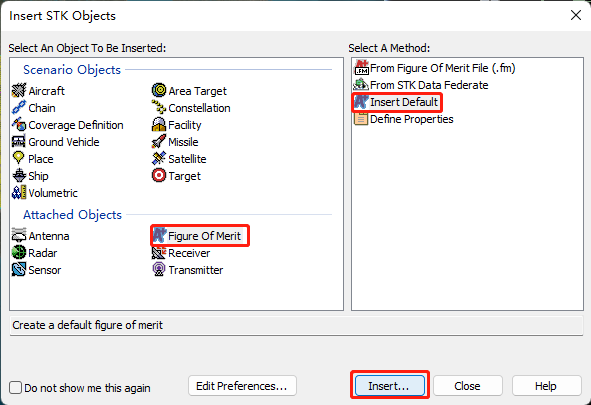 Insert STK Objects
Select An Object To Be Inserted:
Scenario Objects
Aircraft
Area Target
Chain
Constellation
Coverage Definition
Facility
Ground Vehicle
Missile
Place
Satellite
Ship
Target
Volumetric
Attached Objects
Antenna
Figure Of Merit
Radar
Receiver
Sensor
Transmitter
Select A Method:
From Figure Of Merit File (.fm)
From STK Data Federate
Insert Default
Define Properties
Create a default figure of merit
Do not show me this again
Edit Preferences...
Insert...
Close
Help